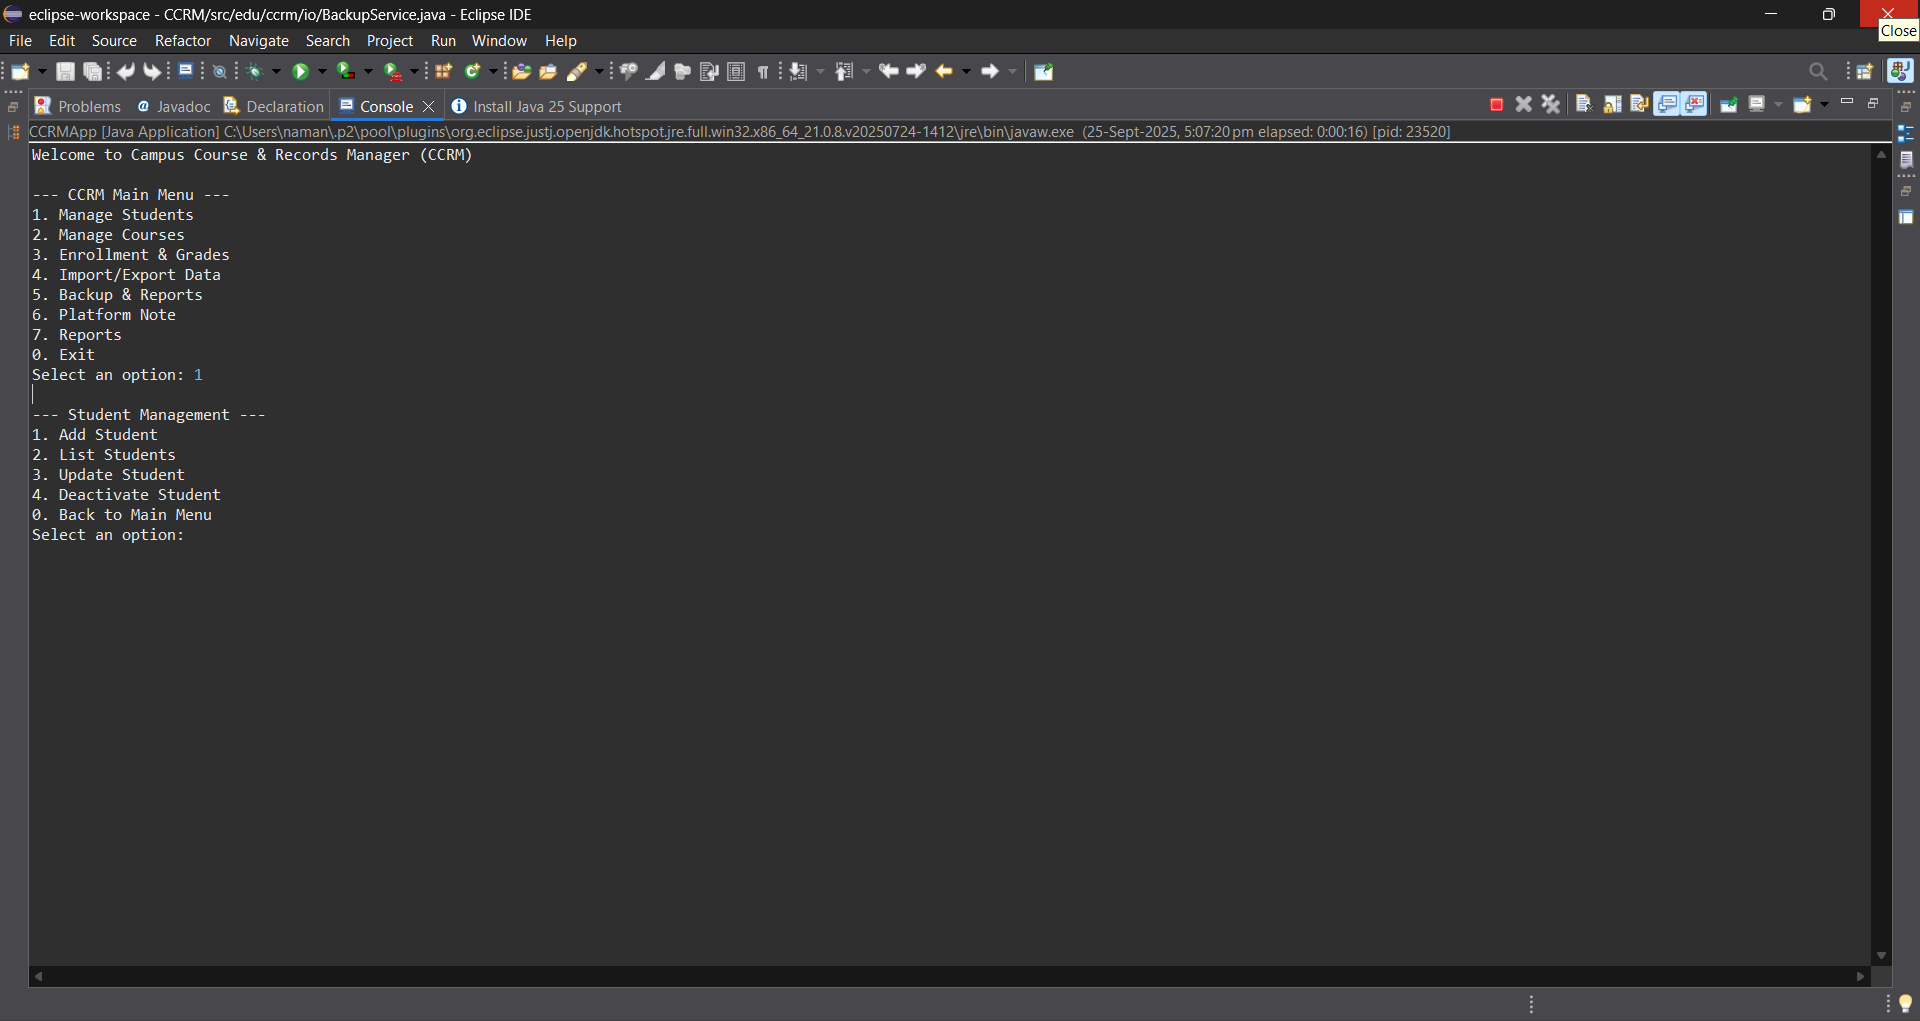 eclipse-workspace - CCRM/src/edu/ccrm/io/BackupService.java - Eclipse IDE
Close
File Edit Source Refactor Navigate Search Project Run Window Help
Problems @ Javadoc Declaration Console Install Java 25 Support
CCRMApp [Java Application] C:\Users\naman\.p2\pool\plugins\org.eclipse.justj.openjdk.hotspot.jre.full.win32.x86_64_21.0.8.v20250724-1412\jre\bin\javaw.exe (25-Sept-2025, 5:07:20 pm elapsed: 0:00:16) [pid: 23520]
Welcome to Campus Course & Records Manager (CCRM)
--- CCRM Main Menu ---
1. Manage Students
2. Manage Courses
3. Enrollment & Grades
4. Import/Export Data
5. Backup & Reports
6. Platform Note
7. Reports
0. Exit
Select an option: 1
--- Student Management ---
1. Add Student
2. List Students
3. Update Student
4. Deactivate Student
0. Back to Main Menu
Select an option: